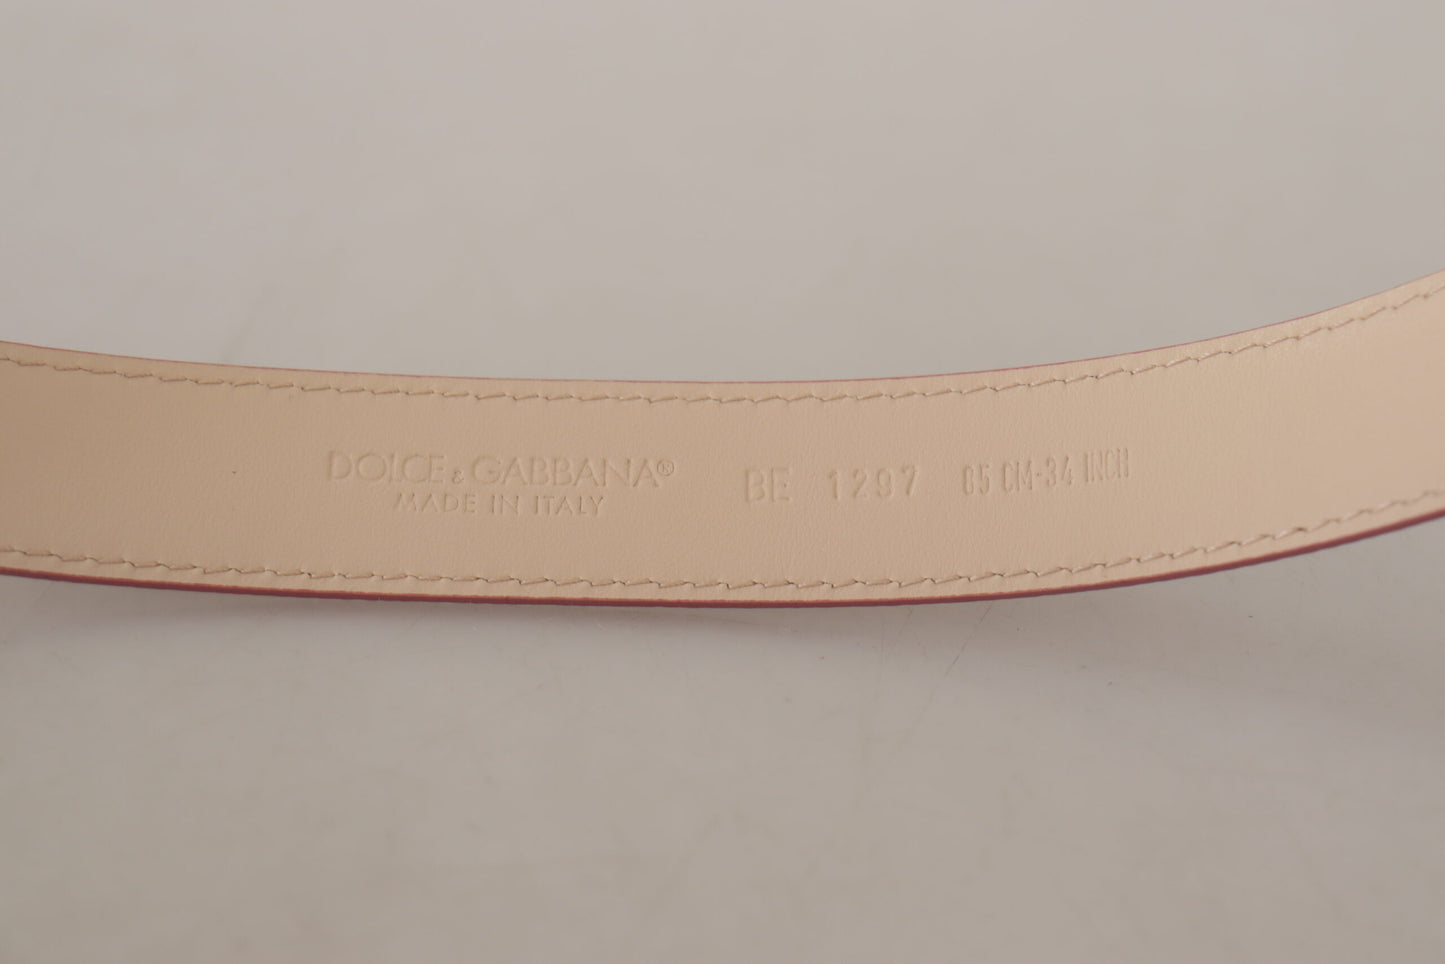 DOLCE & GABBANA®
MADE IN ITALY
BE 1297 85 CM-34 INCH